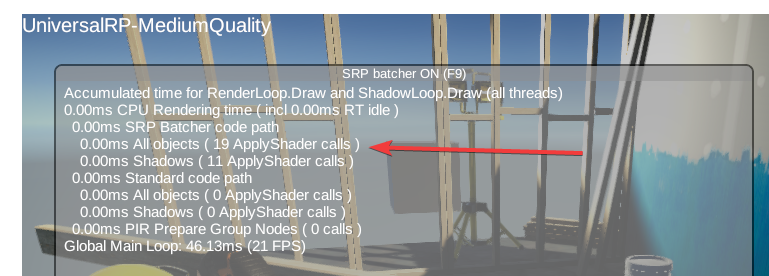 UniversalRP-MediumQuality
SRP batcher ON (F9)
Accumulated time for RenderLoop.Draw and ShadowLoop.Draw (all threads)
0.00ms CPU Rendering time ( incl 0.00ms RT idle )
0.00ms SRP Batcher code path
0.00ms All objects ( 19 ApplyShader calls )
0.00ms Shadows ( 11 ApplyShader calls )
0.00ms Standard code path
0.00ms All objects ( 0 ApplyShader calls )
0.00ms Shadows ( 0 ApplyShader calls )
0.00ms PIR Prepare Group Nodes ( 0 calls )
Global Main Loop: 46.13ms (21 FPS)